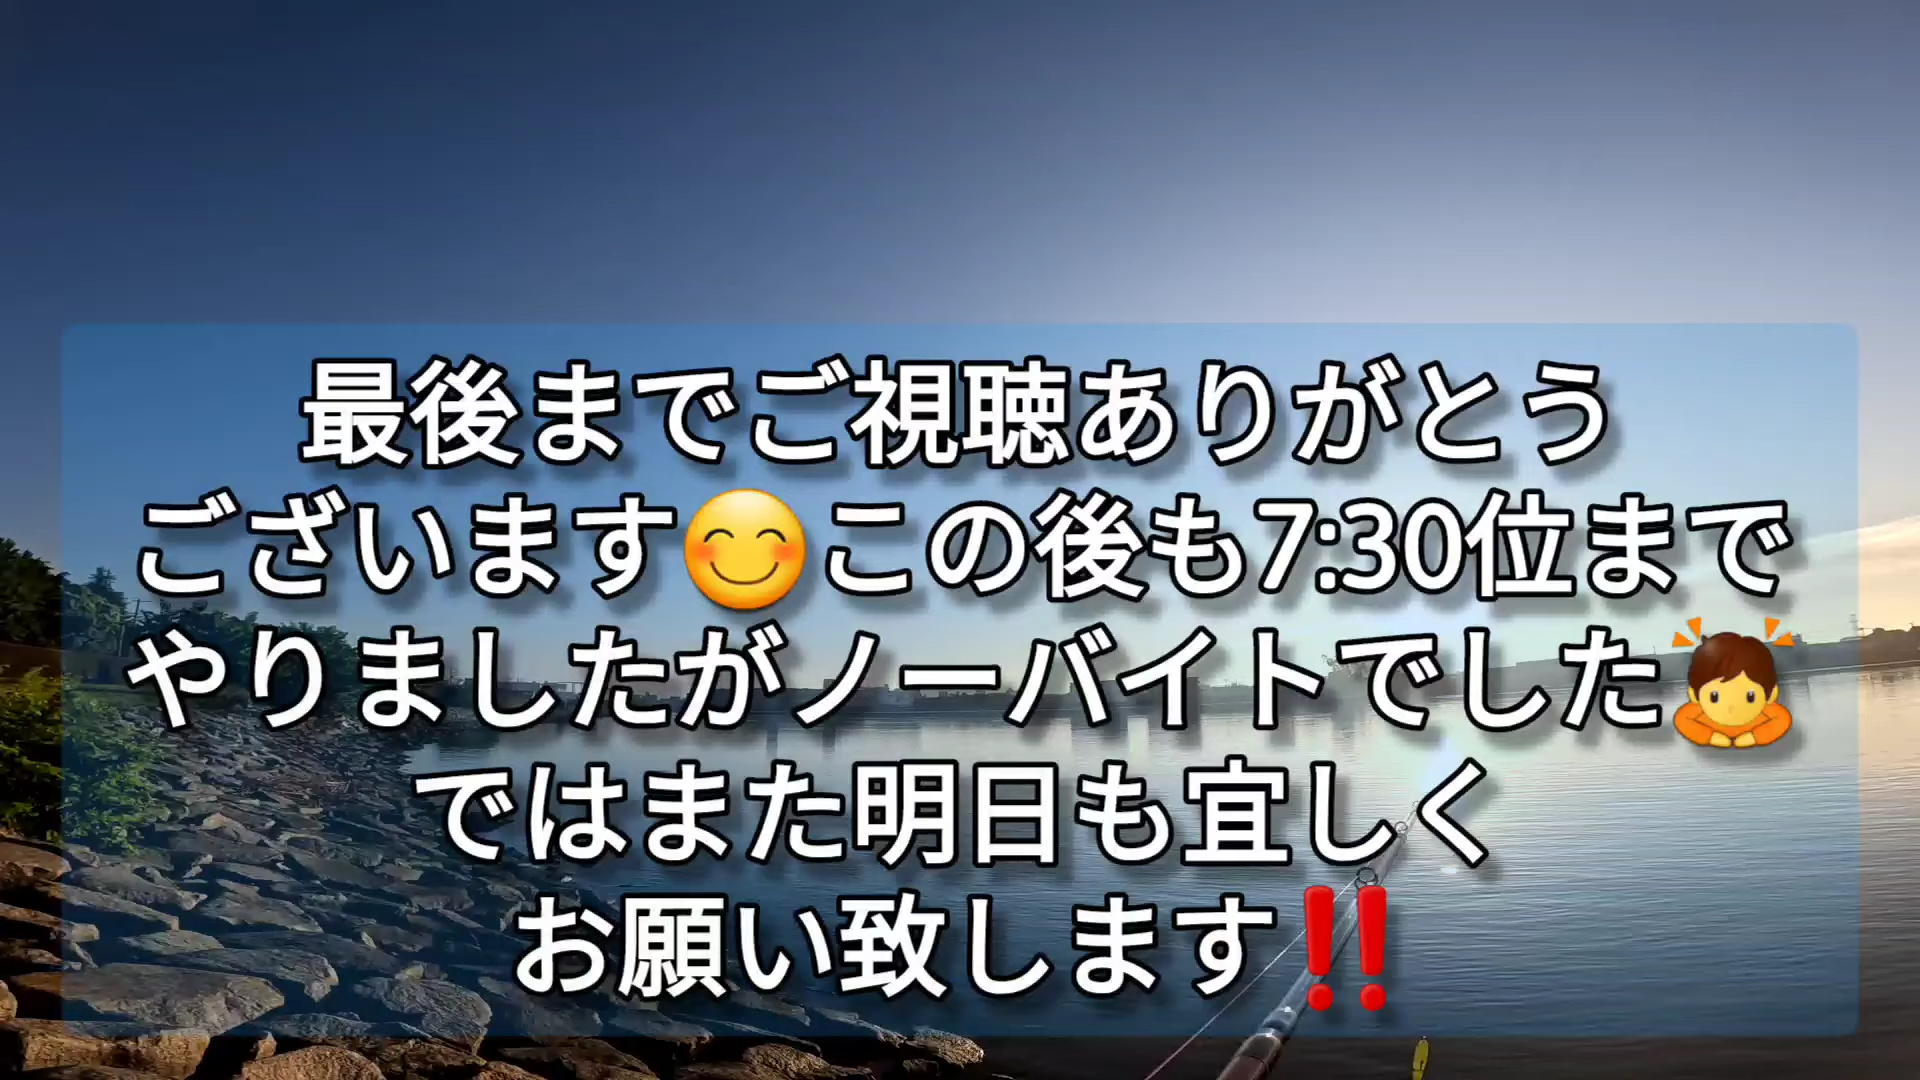 最後までご視聴ありがとう
ございます😊この後も7:30位まで
やりましたがノーバイトでした🙇
ではまた明日も宜しく
お願い致します‼️